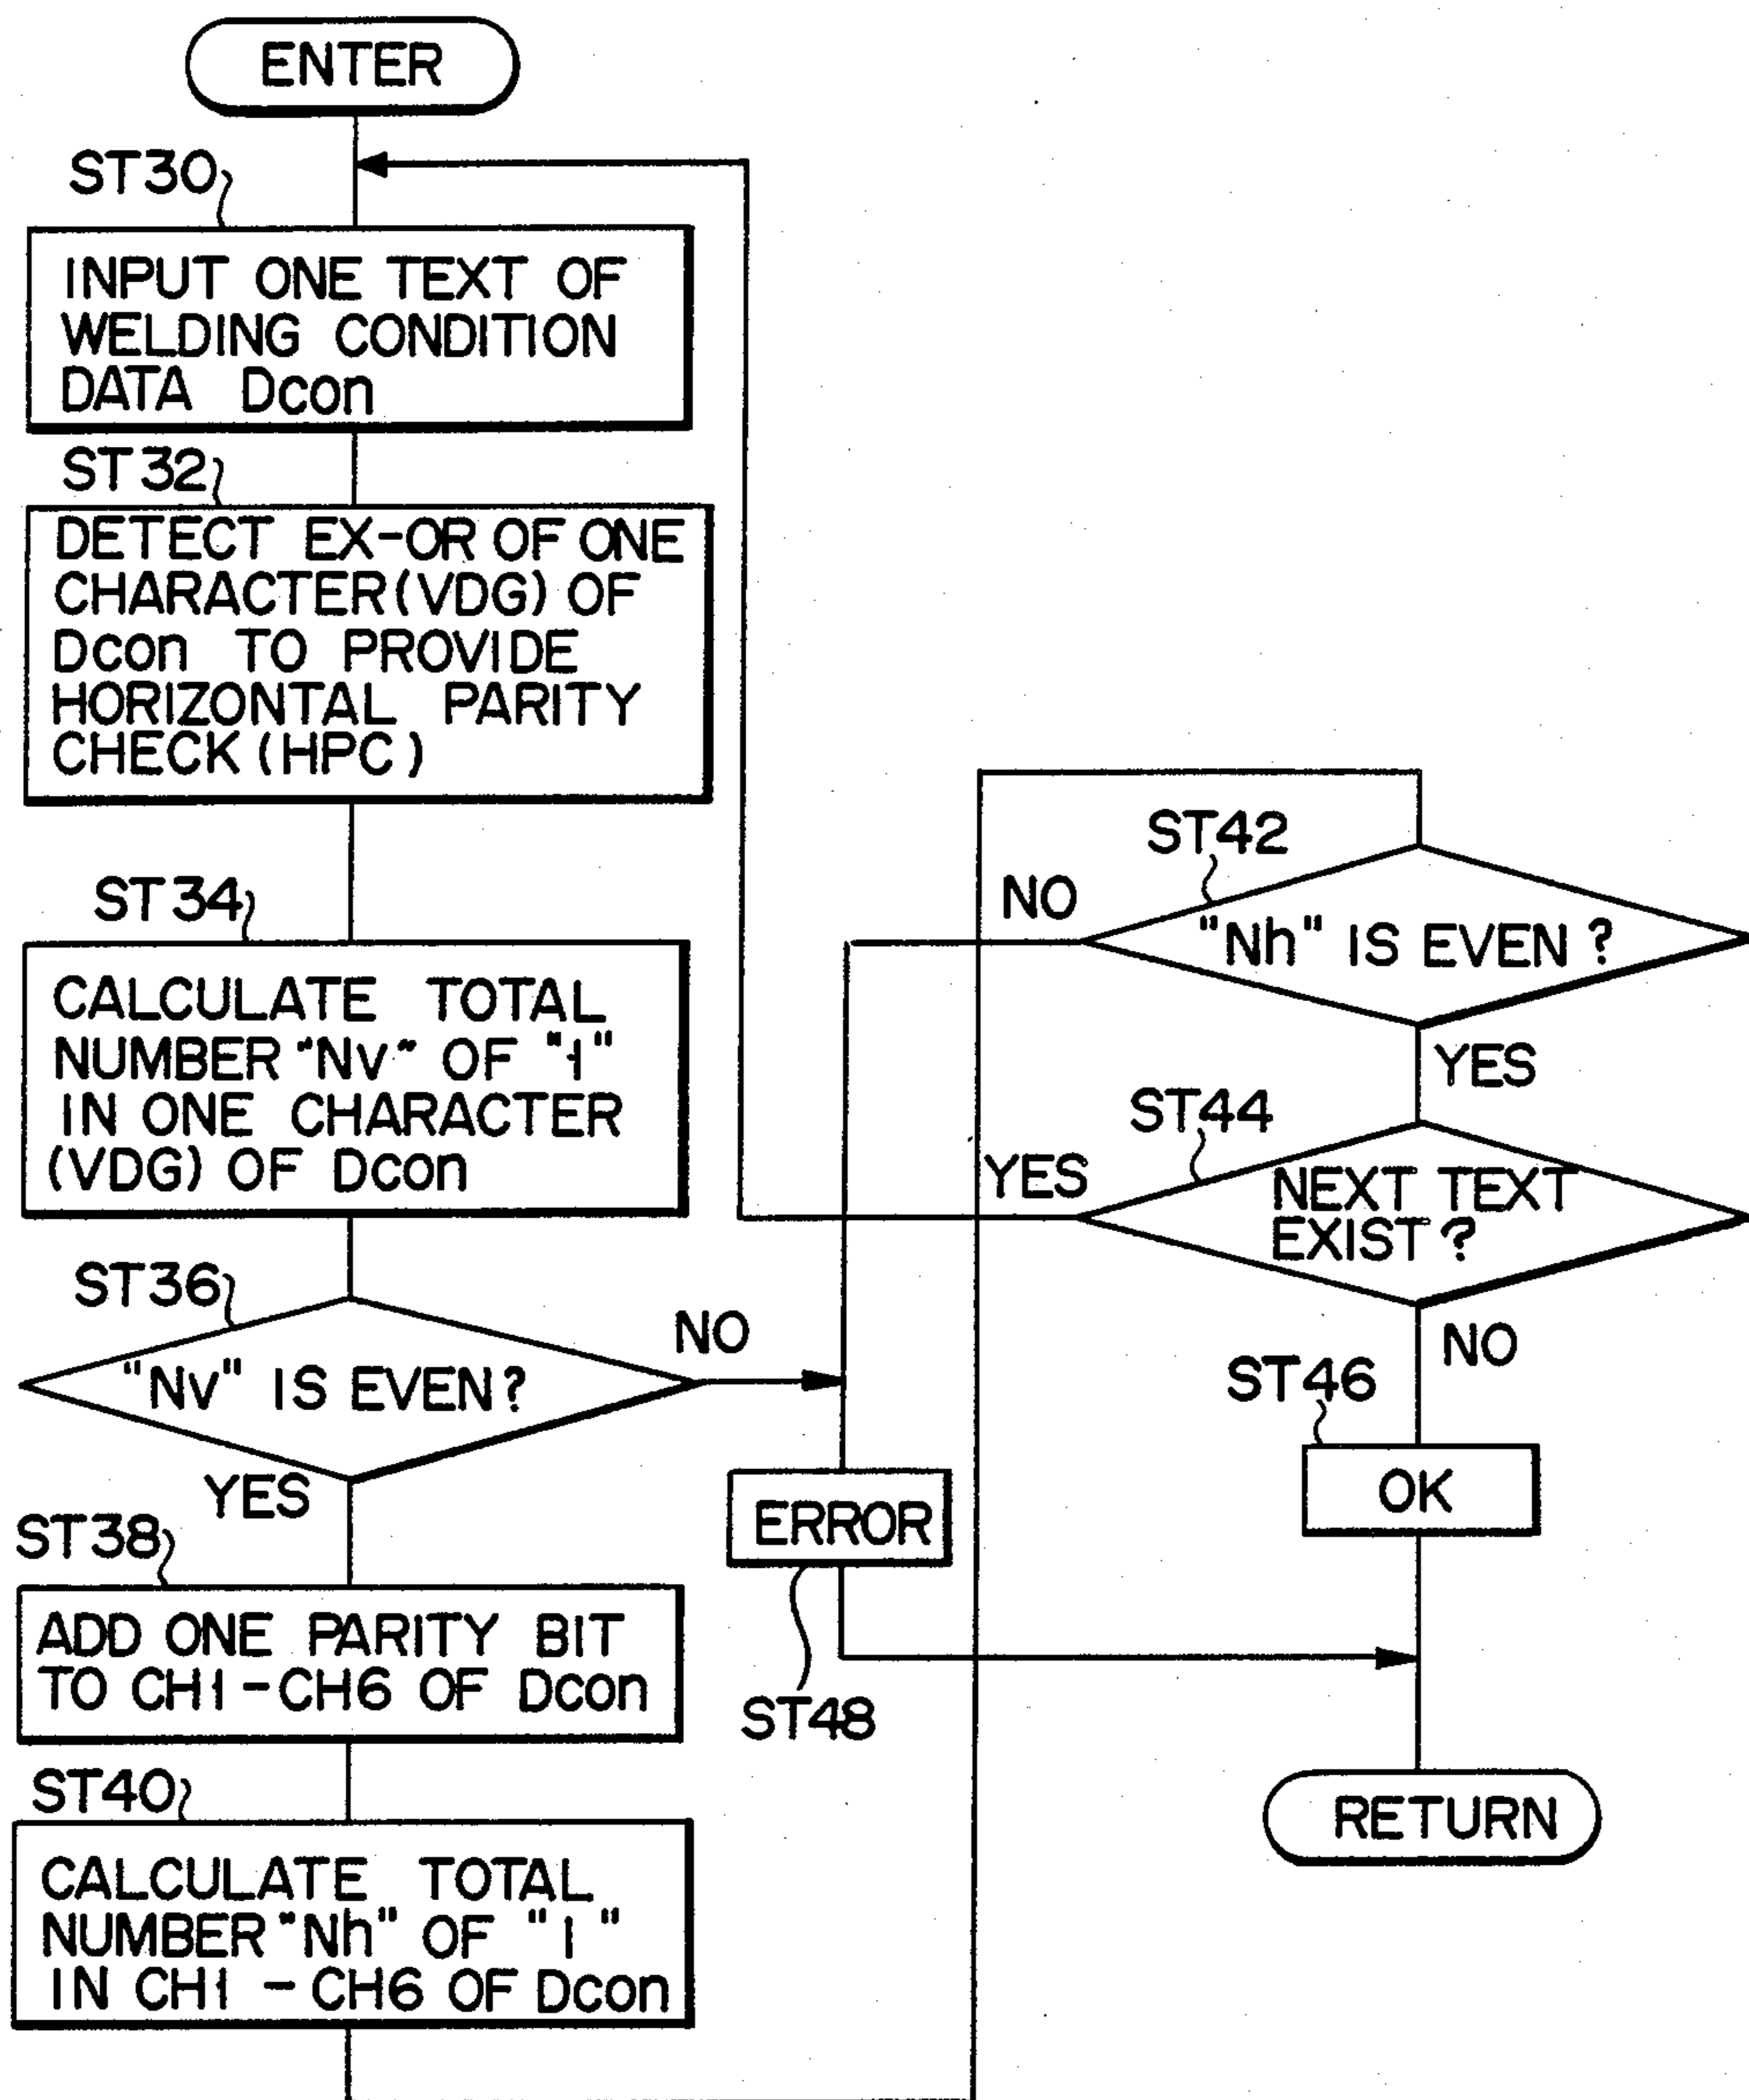 ENTER
ST30
INPUT ONE TEXT OF
WELDING CONDITION
DATA Dcon
ST32
DETECT EX-OR OF ONE
CHARACTER(VDG) OF
Dcon TO PROVIDE
HORIZONTAL PARITY
CHECK(HPC)
ST34
CALCULATE TOTAL
NUMBER "Nv" OF "1"
IN ONE CHARACTER
(VDG) OF Dcon
ST36
"Nv" IS EVEN?
NO
YES
ST38
ADD ONE PARITY BIT
TO CH1-CH6 OF Dcon
ST40
CALCULATE TOTAL
NUMBER "Nh" OF "1"
IN CH1-CH6 OF Dcon
ST42
NO
"Nh" IS EVEN?
YES
ST44
YES
NEXT TEXT
EXIST?
NO
ST46
OK
ERROR
ST48
RETURN